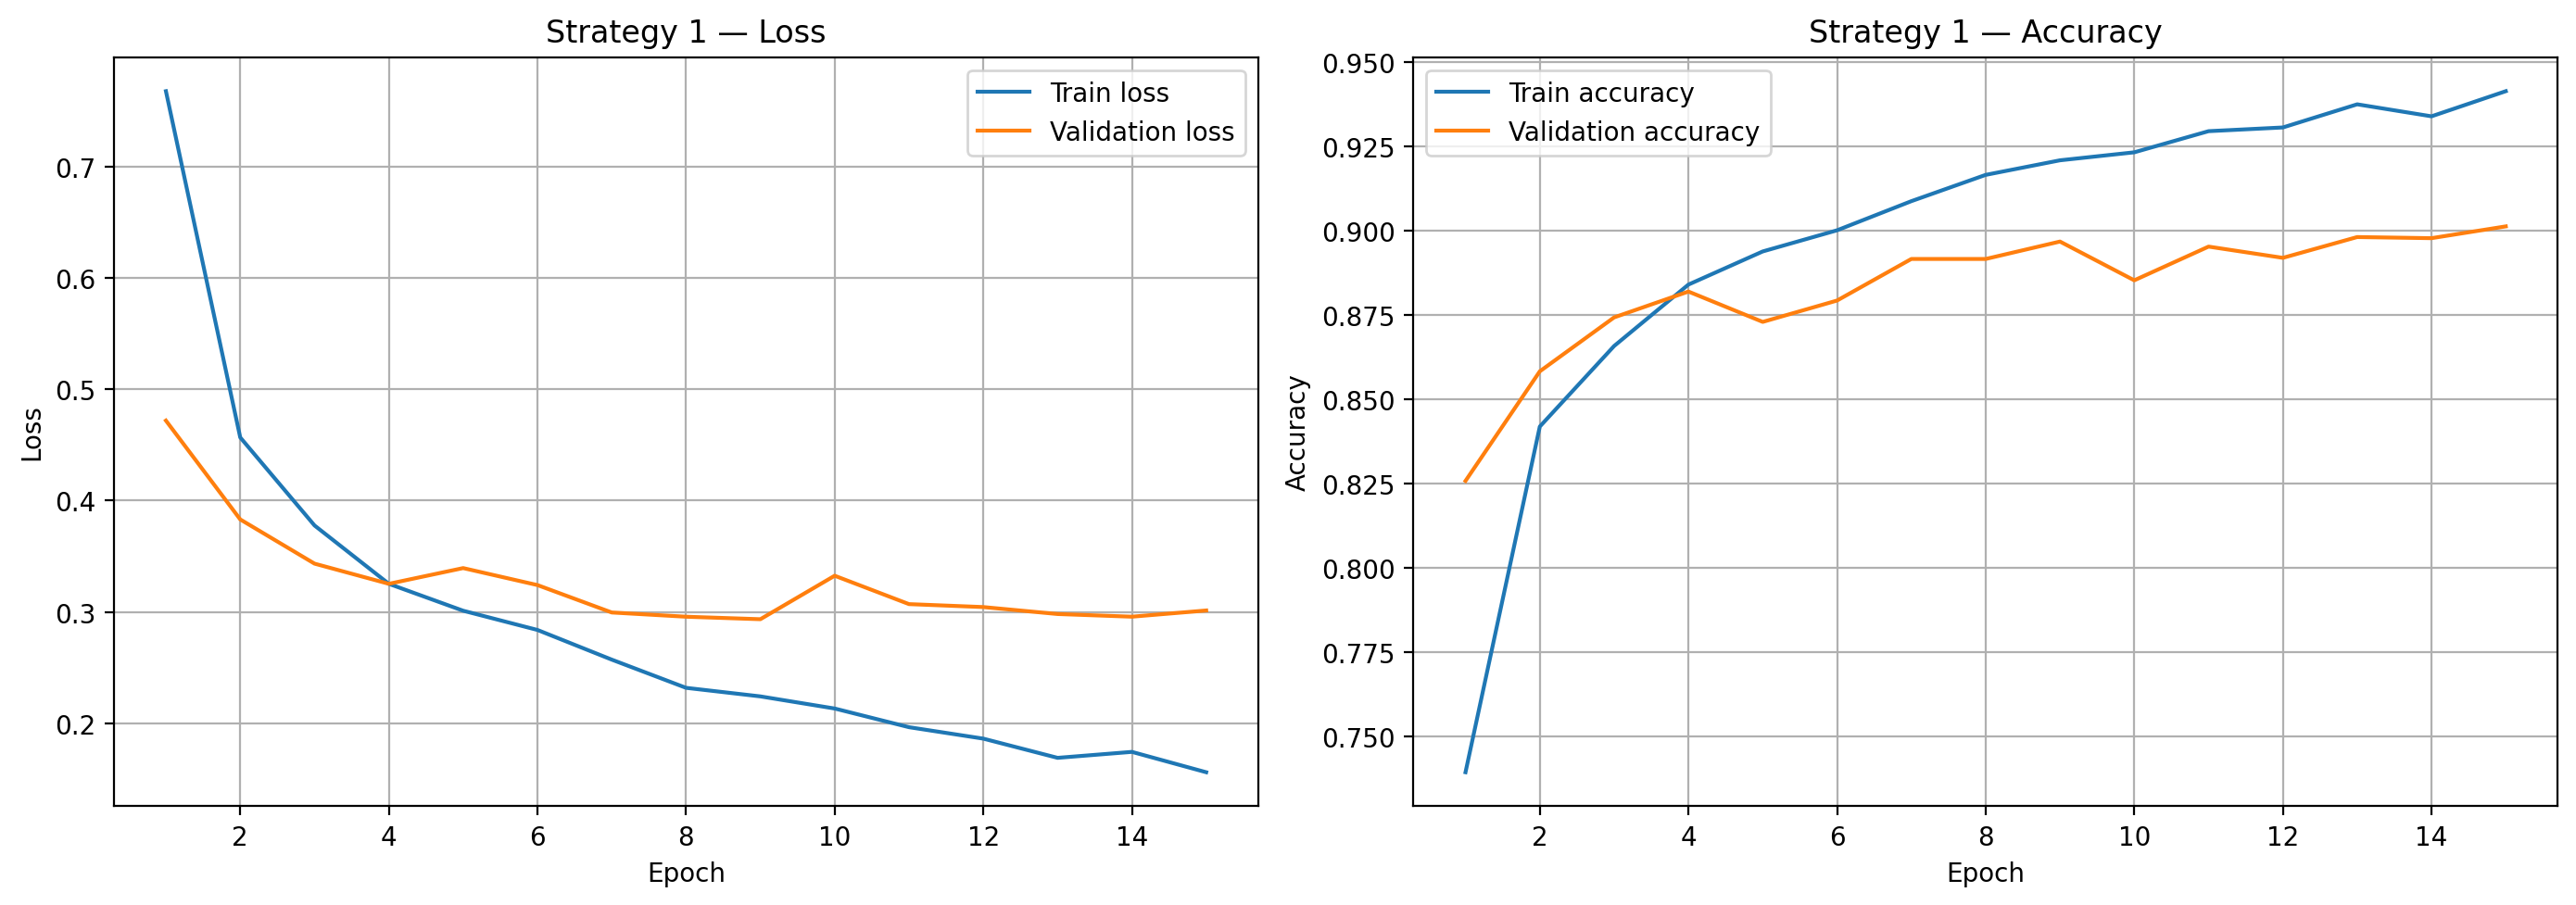 Strategy 1 — Loss
Train loss
Validation loss
0.7
0.6
0.5
0.4
0.3
0.2
Loss
2 4 6 8 10 12 14
Epoch
Strategy 1 — Accuracy
Train accuracy
Validation accuracy
0.950
0.925
0.900
0.875
0.850
0.825
0.800
0.775
0.750
Accuracy
2 4 6 8 10 12 14
Epoch